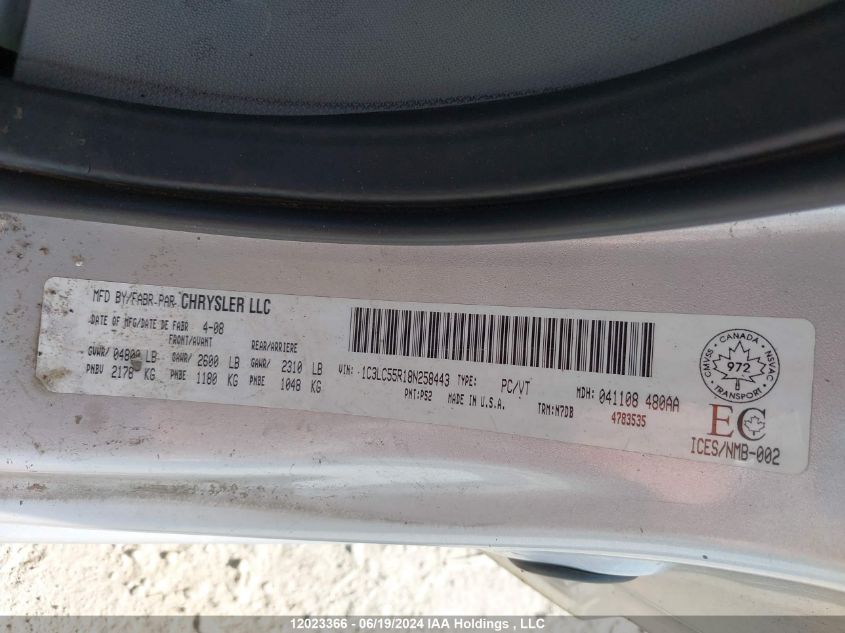 MFD BY/FABR-PAR CHRYSLER LLC
DATE OF MFG/DATE DE FABR 4-08
FRONT/AVANT REAR/ARRIERE
GVWR/ 04800 LB GAWR/ 2600 LB GAWR/ 2310 LB
PNBV 2178 KG PNBE 1180 KG PNBE 1048 KG
VIN: 1C3LC55R18N258443 TYPE: PC/VT MDH: 041108 480AA
PNT:PS2 MADE IN U.S.A. TRM:N7DB 4783535
CANADA
CMVSS NSVAC
972
TRANSPORT
EC
ICES/NMB-002
12023366 - 06/19/2024 IAA Holdings , LLC